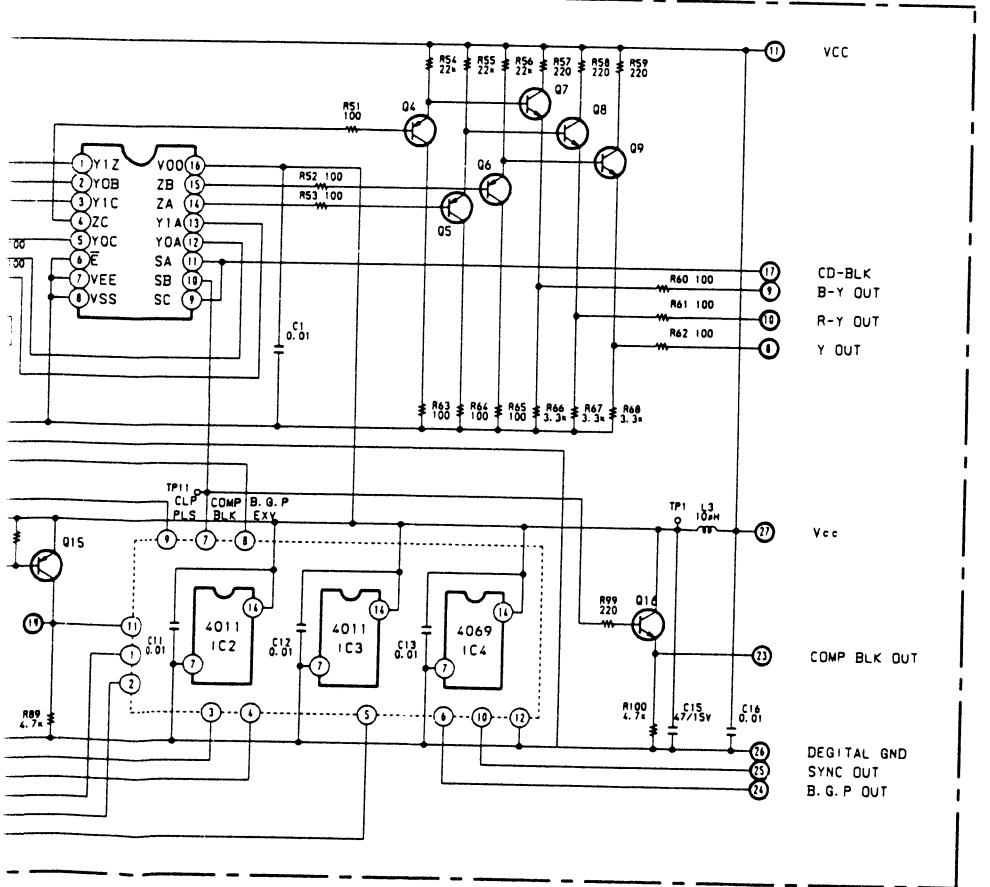 R54 R55 R56 R57 R58 R59
22K 22K 22K 220 220 220
11 VCC
Q7
R51
100
Q4
Q8
Q9
Q6
1 Y1Z VDD 16
2 Y0B ZB 15
R52 100
3 Y1C ZA 14
R53 100
4 ZC Y1A 13
Q5
5 Y0C Y0A 12
00
6 E SA 11
00
7 VEE SB 10
8 VSS SC 9
17 CD-BLK
R60 100
9 B-Y OUT
R61 100
10 R-Y OUT
R62 100
8 Y OUT
C1
0.01
R63 R64 R65 R66 R67 R68
100 100 100 3.3K 3.3K 3.3K
TP11
CLP COMP B.G.P
PLS BLK EXV
TP1 L3
10μH
9 7 8
27 Vcc
Q15
14 14 14
R99
220
Q16
19
11
4011 4011 4069
IC2 IC3 IC4
C11 C12 C13
0.01 0.01 0.01
1
7 7 7
23 COMP BLK OUT
2
R89
4.7K
3 4 5 6 10 12
R100
4.7K
C15
47/15V
C16
0.01
26 DEGITAL GND
25 SYNC OUT
24 B.G.P OUT